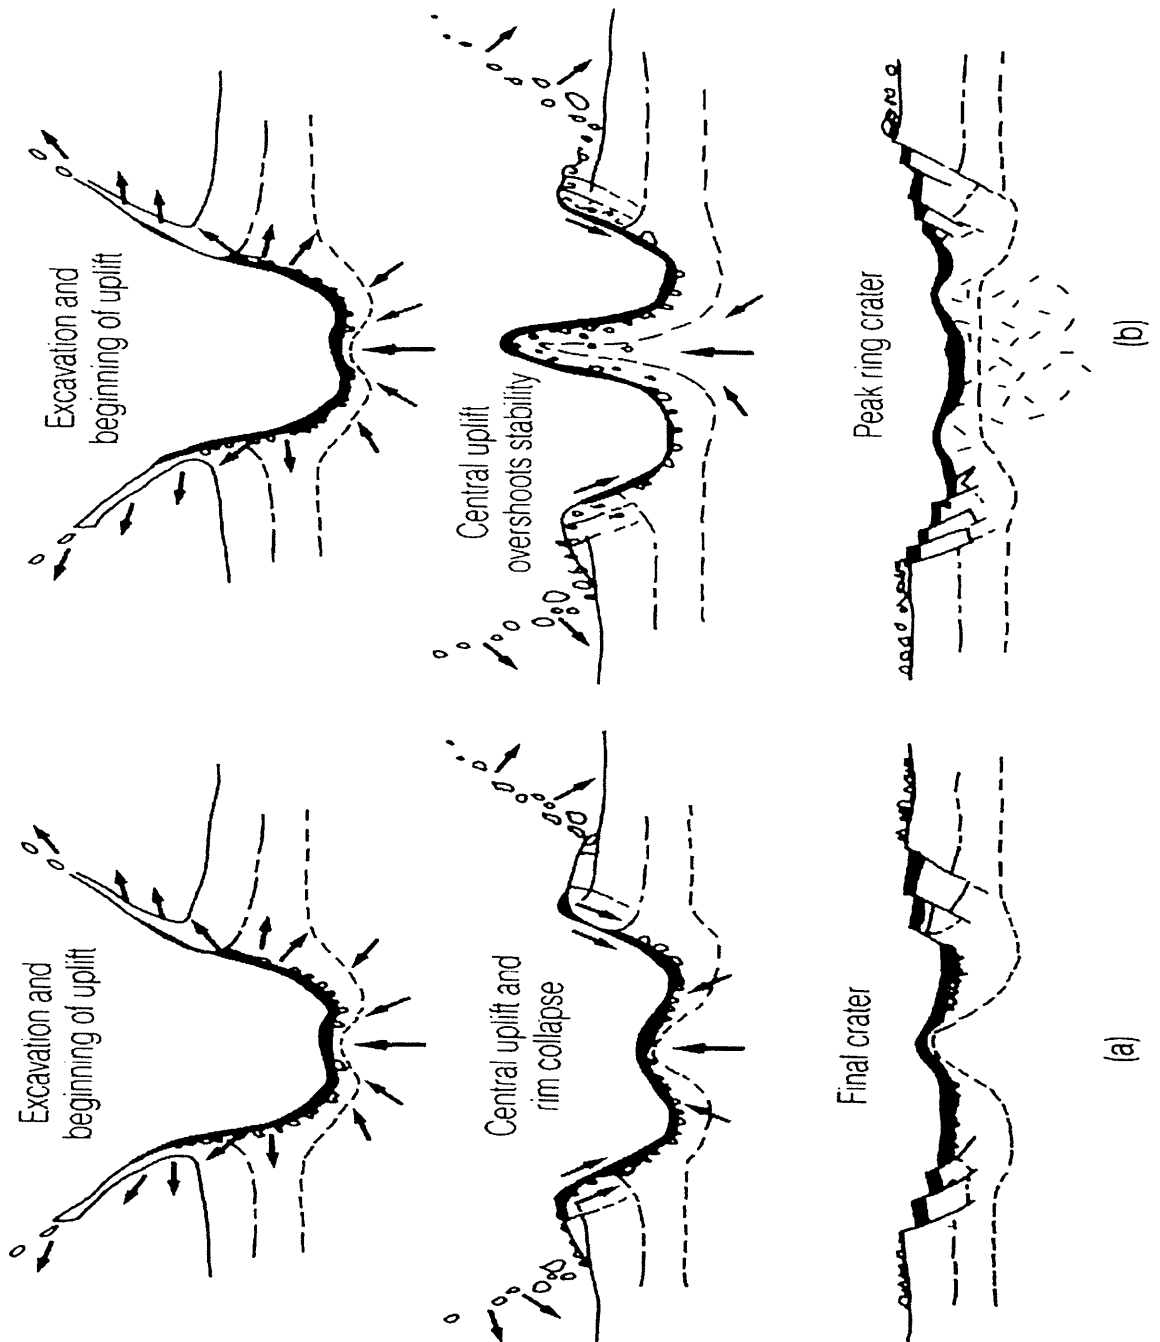 Excavation and
beginning of uplift
Central uplift and
rim collapse
Final crater
(a)
Excavation and
beginning of uplift
Central uplift
overshoots stability
Peak ring crater
(b)